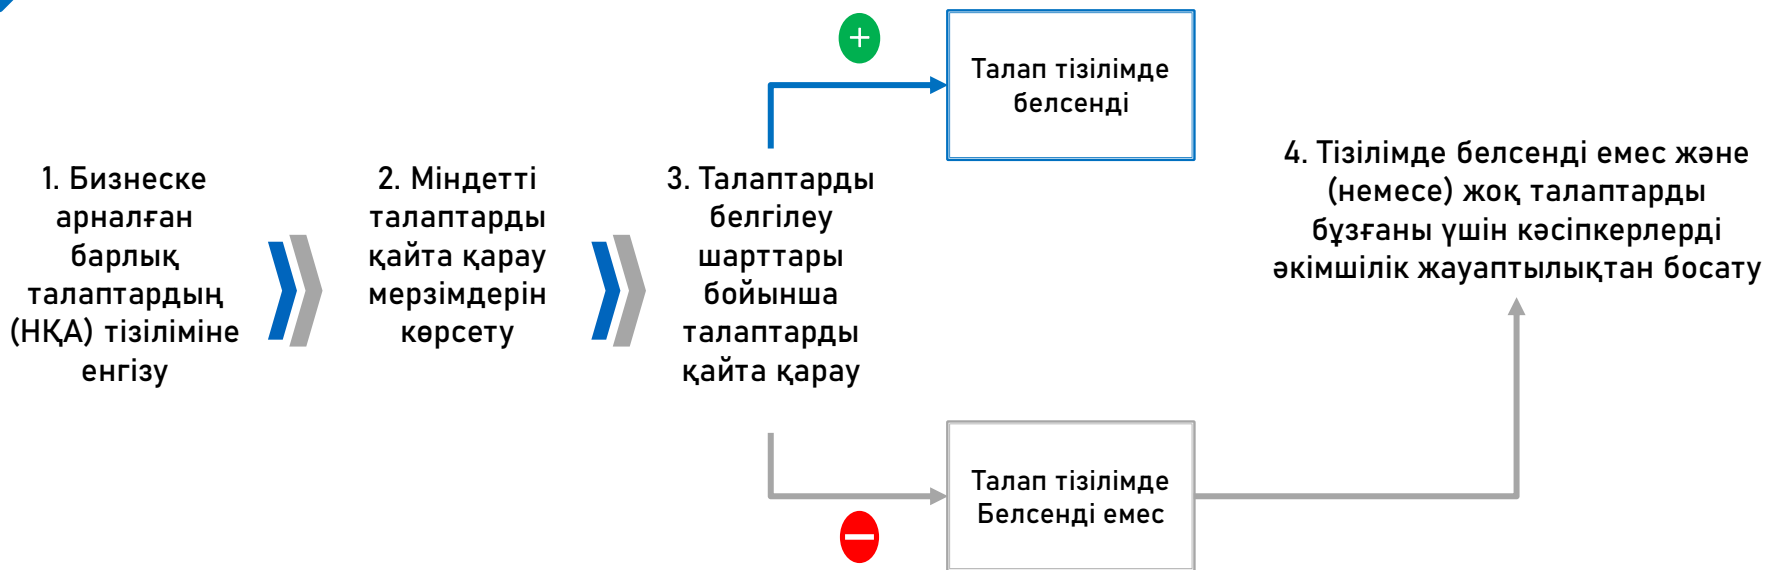 1. Бизнеске
арналған
барлық
талаптардың
(НҚА) тізіліміне
енгізу
2. Міндетті
талаптарды
қайта қарау
мерзімдерін
көрсету
3. Талаптарды
белгілеу
шарттары
бойынша
талаптарды
қайта қарау
Талап тізілімде
белсенді
Талап тізілімде
Белсенді емес
4. Тізілімде белсенді емес және
(немесе) жоқ талаптарды
бұзғаны үшін кәсіпкерлерді
әкімшілік жауаптылықтан босату